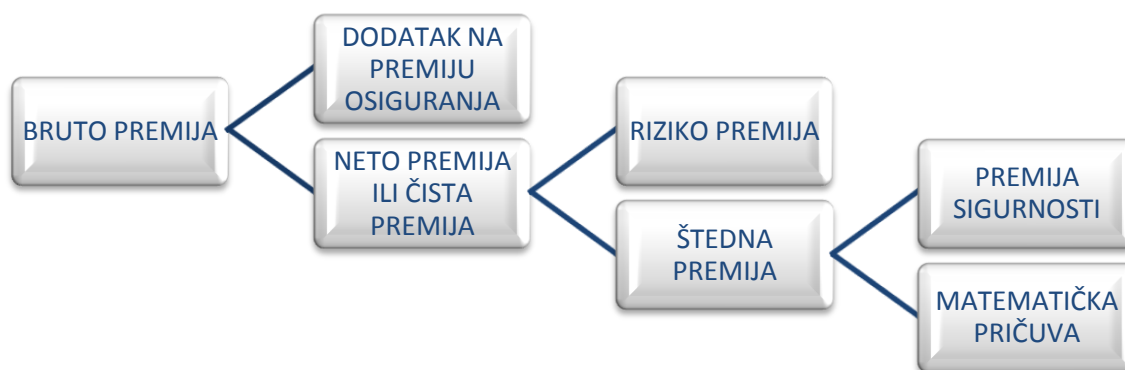 BRUTO PREMIJA
DODATAK NA
PREMIJU
OSIGURANJA
NETO PREMIJA
ILI ČISTA
PREMIJA
RIZIKO PREMIJA
ŠTEDNA
PREMIJA
PREMIJA
SIGURNOSTI
MATEMATIČKA
PRIČUVA